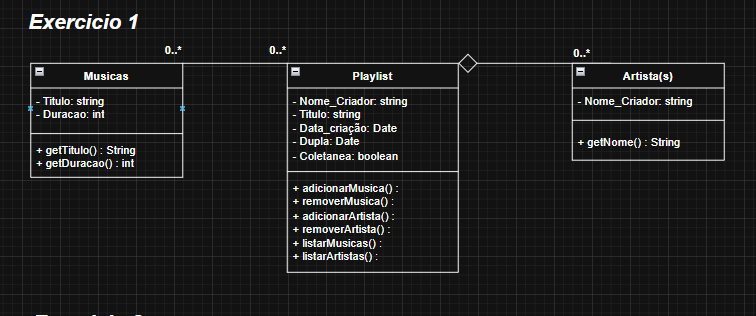 Exercicio 1
0..*
0..*
0..*
Musicas
- Titulo: string
- Duracao: int
+ getTitulo() : String
+ getDuracao() : int
Playlist
- Nome_Criador: string
- Titulo: string
- Data_criação: Date
- Dupla: Date
- Coletanea: boolean
+ adicionarMusica() :
+ removerMusica() :
+ adicionarArtista() :
+ removerArtista() :
+ listarMusicas() :
+ listarArtistas() :
Artista(s)
- Nome_Criador: string
+ getNome() : String